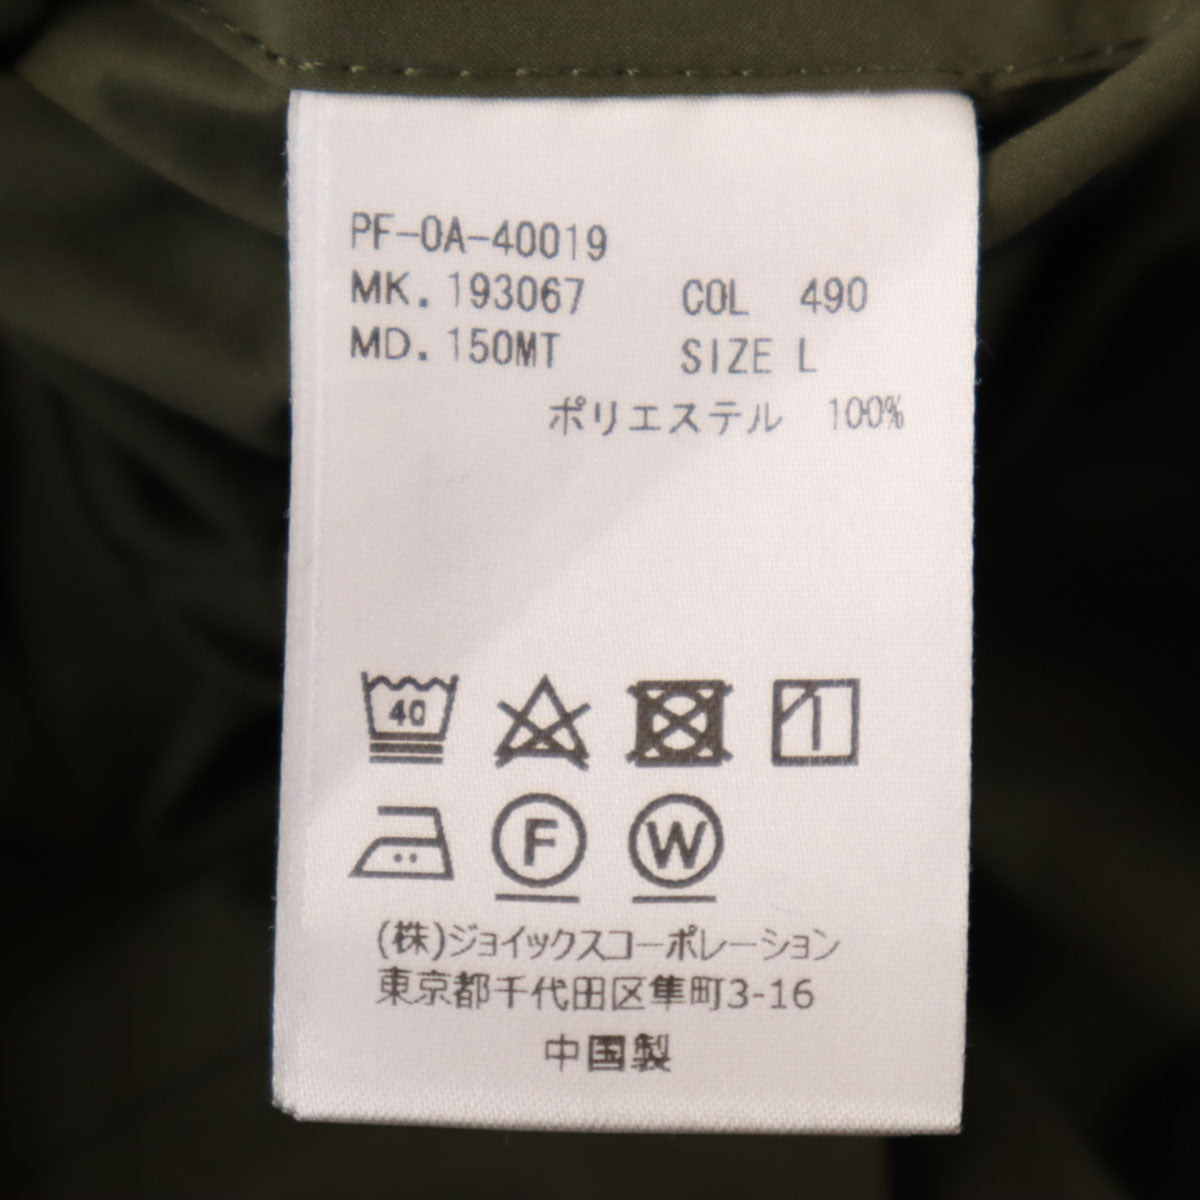 PF-0A-40019
MK. 193067 COL 490
MD. 150MT SIZE L
ポリエステル 100%
40
F W
(株)ジョイックスコーポレーション
東京都千代田区隼町3-16
中国製